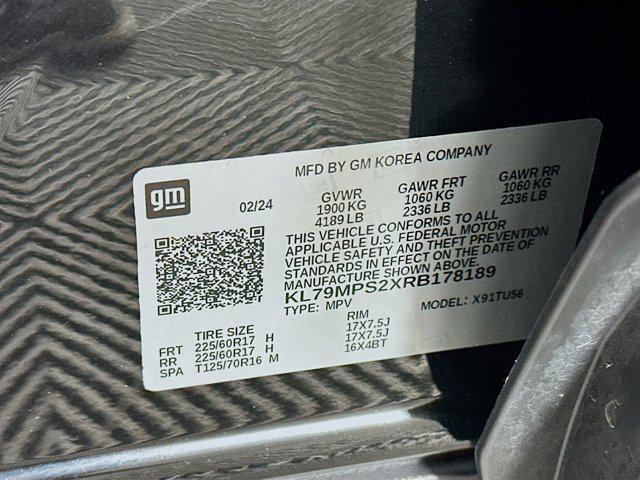 MFD BY GM KOREA COMPANY
gm
02/24
GVWR GAWR FRT GAWR RR
1900 KG 1060 KG 1060 KG
4189 LB 2336 LB 2336 LB
THIS VEHICLE CONFORMS TO ALL
APPLICABLE U.S. FEDERAL MOTOR
VEHICLE SAFETY AND THEFT PREVENTION
STANDARDS IN EFFECT ON THE DATE OF
MANUFACTURE SHOWN ABOVE.
KL79MPS2XRB178189
TYPE: MPV MODEL: X91TU56
TIRE SIZE RIM
FRT 225/60R17 H 17X7.5J
RR 225/60R17 H 17X7.5J
SPA T125/70R16 M 16X4BT